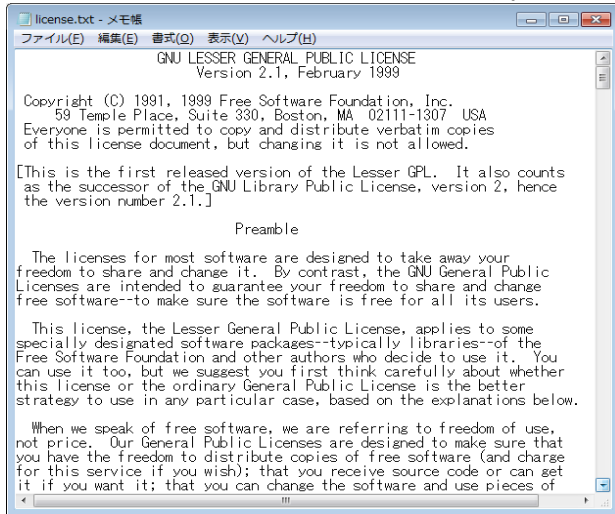 license.txt - メモ帳
ファイル(F) 編集(E) 書式(O) 表示(V) ヘルプ(H)
GNU LESSER GENERAL PUBLIC LICENSE
Version 2.1, February 1999
Copyright (C) 1991, 1999 Free Software Foundation, Inc.
59 Temple Place, Suite 330, Boston, MA 02111-1307 USA
Everyone is permitted to copy and distribute verbatim copies
of this license document, but changing it is not allowed.
[This is the first released version of the Lesser GPL. It also counts
as the successor of the GNU Library Public License, version 2, hence
the version number 2.1.]
Preamble
The licenses for most software are designed to take away your
freedom to share and change it. By contrast, the GNU General Public
Licenses are intended to guarantee your freedom to share and change
free software--to make sure the software is free for all its users.
This license, the Lesser General Public License, applies to some
specially designated software packages--typically libraries--of the
Free Software Foundation and other authors who decide to use it. You
can use it too, but we suggest you first think carefully about whether
this license or the ordinary General Public License is the better
strategy to use in any particular case, based on the explanations below.
When we speak of free software, we are referring to freedom of use,
not price. Our General Public Licenses are designed to make sure that
you have the freedom to distribute copies of free software (and charge
for this service if you wish); that you receive source code or can get
it if you want it; that you can change the software and use pieces of